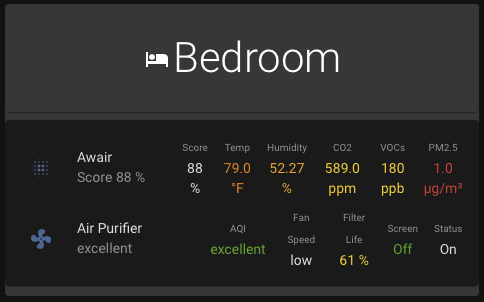 Bedroom
Score Temp Humidity CO2 VOCs PM2.5
Awair 88 79.0 52.27 589.0 180 1.0
Score 88 % % °F % ppm ppb µg/m³
Air Purifier
excellent
AQI Fan Speed Filter Life Screen Status
excellent low 61 % Off On